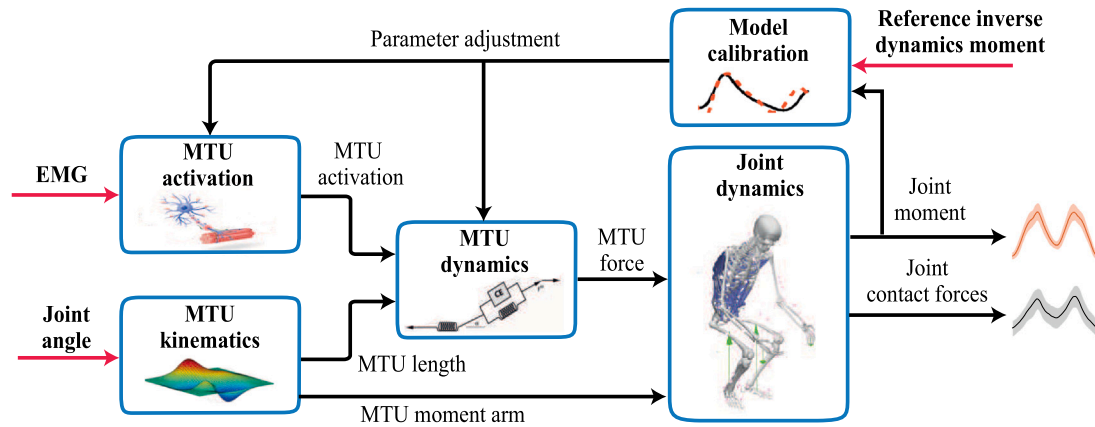 Parameter adjustment
Model
calibration
Reference inverse
dynamics moment
EMG
MTU
activation
MTU
activation
Joint
dynamics
Joint
moment
MTU
dynamics
CE
MTU
force
Joint
contact forces
Joint
angle
MTU
kinematics
MTU length
MTU moment arm